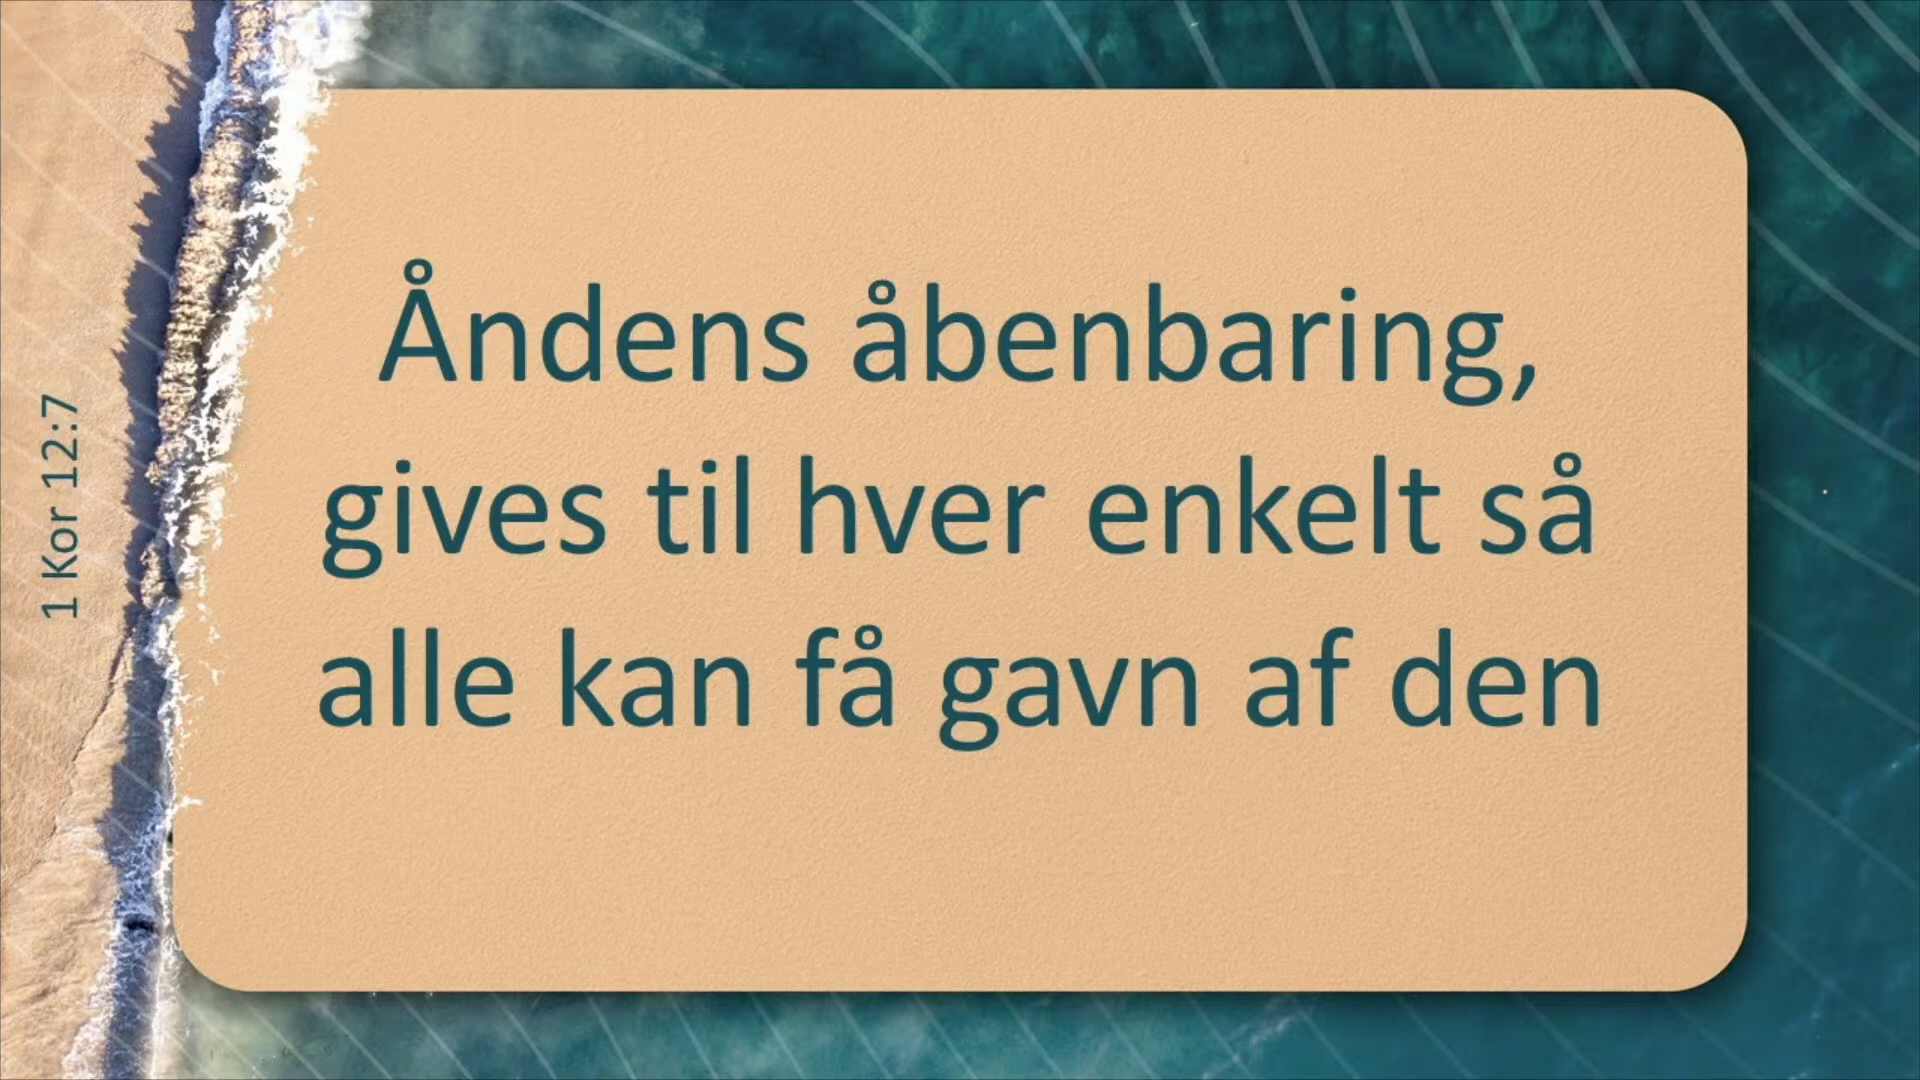 1 Kor 12:7
Åndens åbenbaring,
gives til hver enkelt så
alle kan få gavn af den